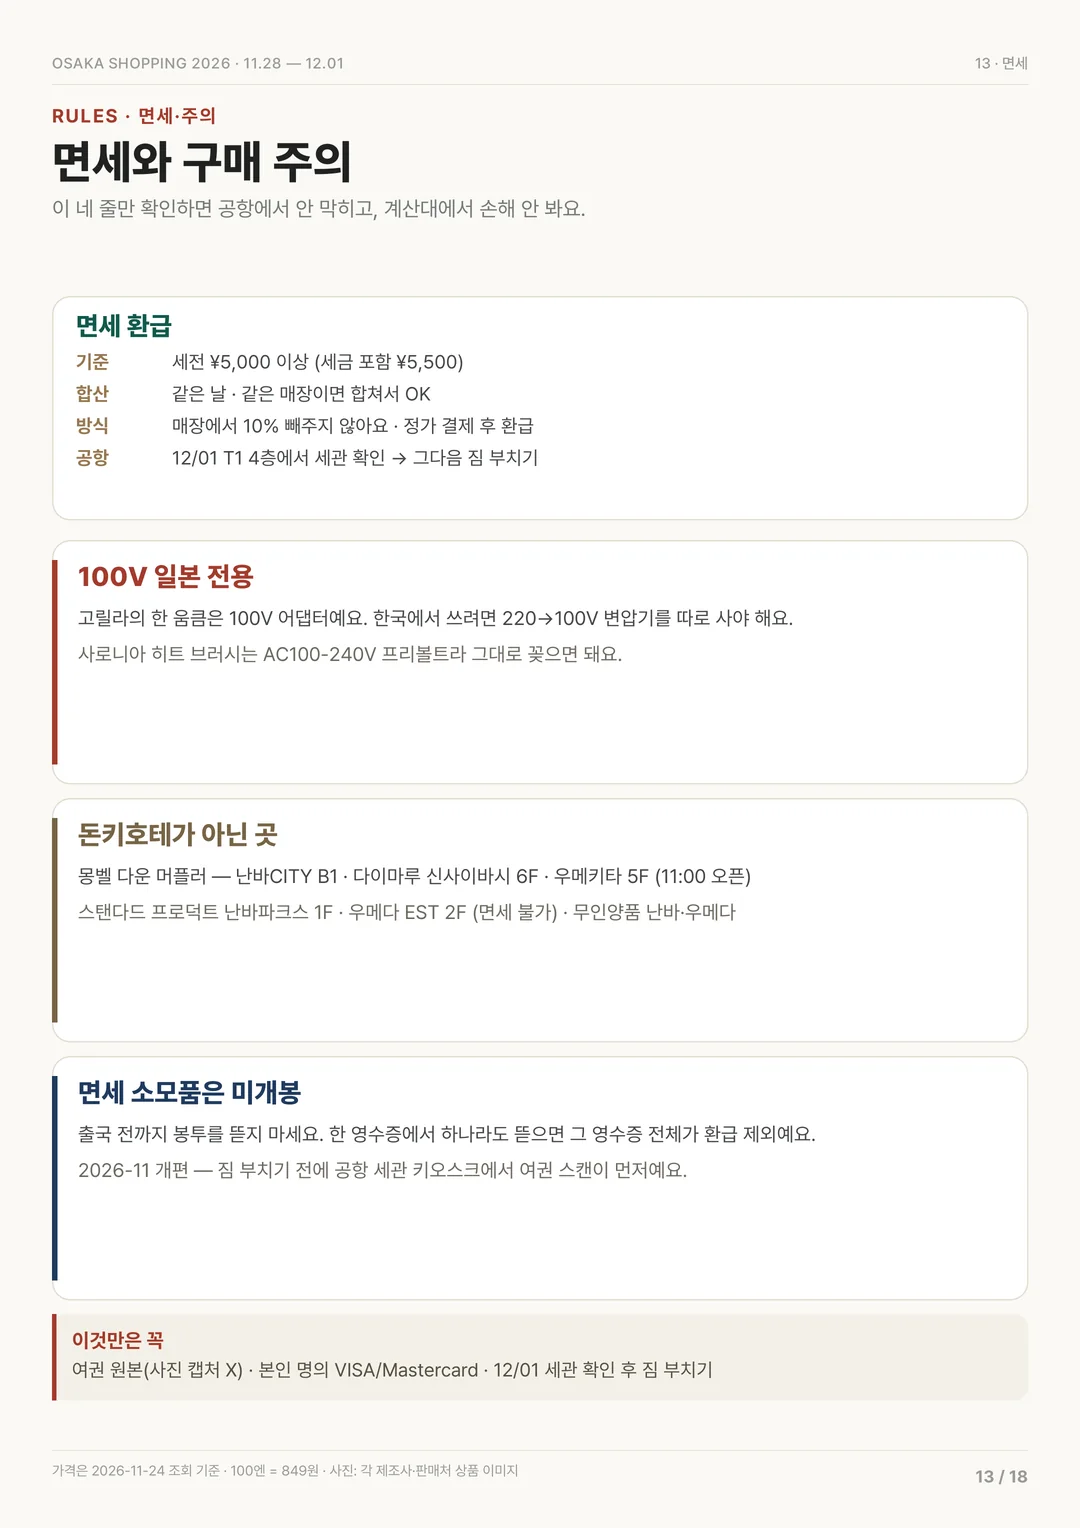 OSAKA SHOPPING 2026 · 11.28 — 12.01
13 · 면세
RULES · 면세·주의
면세와 구매 주의
이 네 줄만 확인하면 공항에서 안 막히고, 계산대에서 손해 안 봐요.
면세 환급
기준 세전 ¥5,000 이상 (세금 포함 ¥5,500)
합산 같은 날 · 같은 매장이면 합쳐서 OK
방식 매장에서 10% 빼주지 않아요 · 정가 결제 후 환급
공항 12/01 T1 4층에서 세관 확인 → 그다음 짐 부치기
100V 일본 전용
고릴라의 한 움큼은 100V 어댑터예요. 한국에서 쓰려면 220→100V 변압기를 따로 사야 해요.
사로니아 히트 브러시는 AC100-240V 프리볼트라 그대로 꽂으면 돼요.
돈키호테가 아닌 곳
몽벨 다운 머플러 — 난바CITY B1 · 다이마루 신사이바시 6F · 우메키타 5F (11:00 오픈)
스탠다드 프로덕트 난바파크스 1F · 우메다 EST 2F (면세 불가) · 무인양품 난바·우메다
면세 소모품은 미개봉
출국 전까지 봉투를 뜯지 마세요. 한 영수증에서 하나라도 뜯으면 그 영수증 전체가 환급 제외예요.
2026-11 개편 — 짐 부치기 전에 공항 세관 키오스크에서 여권 스캔이 먼저예요.
이것만은 꼭
여권 원본(사진 캡처 X) · 본인 명의 VISA/Mastercard · 12/01 세관 확인 후 짐 부치기
가격은 2026-11-24 조회 기준 · 100엔 = 849원 · 사진: 각 제조사·판매처 상품 이미지
13 / 18